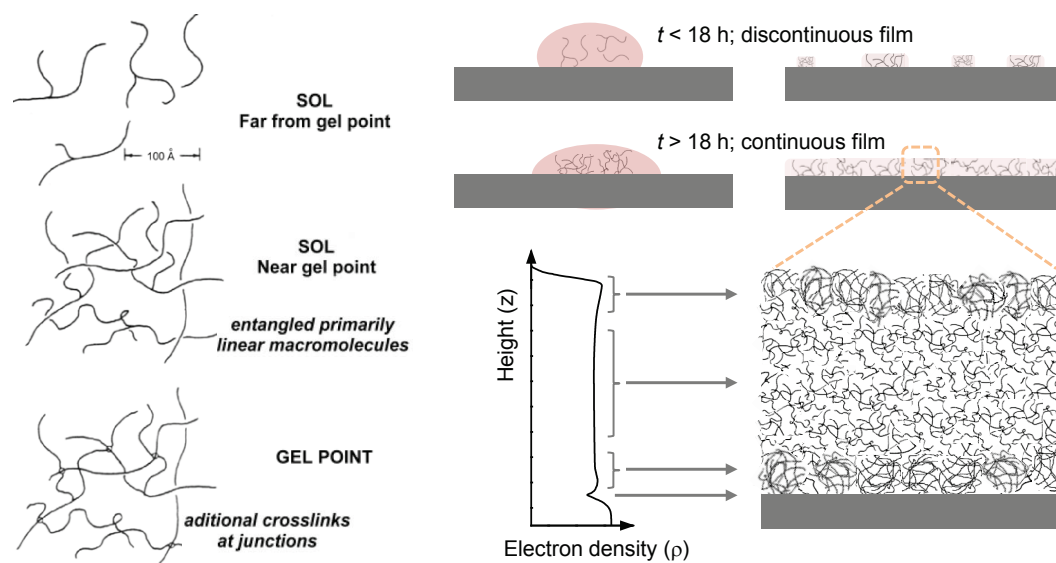 SOL
Far from gel point
100 Å
SOL
Near gel point
entangled primarily
linear macromolecules
GEL POINT
aditional crosslinks
at junctions
t < 18 h; discontinuous film
t > 18 h; continuous film
Height (z)
Electron density (ρ)